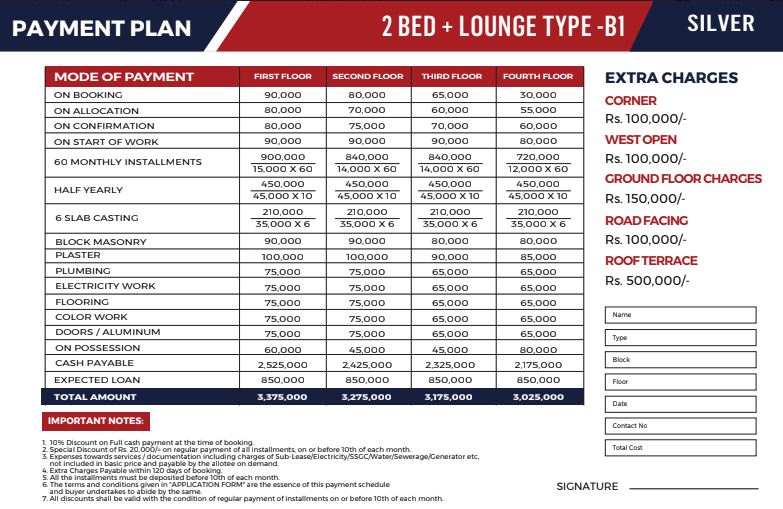 PAYMENT PLAN
2 BED + LOUNGE TYPE -B1
SILVER
MODE OF PAYMENT FIRST FLOOR SECOND FLOOR THIRD FLOOR FOURTH FLOOR
ON BOOKING 90,000 80,000 65,000 30,000
ON ALLOCATION 80,000 70,000 60,000 55,000
ON CONFIRMATION 80,000 75,000 70,000 60,000
ON START OF WORK 90,000 90,000 90,000 80,000
60 MONTHLY INSTALLMENTS 900,000 840,000 840,000 720,000
15,000 X 60 14,000 X 60 14,000 X 60 12,000 X 60
HALF YEARLY 450,000 450,000 450,000 450,000
45,000 X 10 45,000 X 10 45,000 X 10 45,000 X 10
6 SLAB CASTING 210,000 210,000 210,000 210,000
35,000 X 6 35,000 X 6 35,000 X 6 35,000 X 6
BLOCK MASONRY 90,000 90,000 80,000 80,000
PLASTER 100,000 100,000 90,000 85,000
PLUMBING 75,000 75,000 65,000 65,000
ELECTRICITY WORK 75,000 75,000 65,000 65,000
FLOORING 75,000 75,000 65,000 65,000
COLOR WORK 75,000 75,000 65,000 65,000
DOORS / ALUMINUM 75,000 75,000 65,000 65,000
ON POSSESSION 60,000 45,000 45,000 80,000
CASH PAYABLE 2,525,000 2,425,000 2,325,000 2,175,000
EXPECTED LOAN 850,000 850,000 850,000 850,000
TOTAL AMOUNT 3,375,000 3,275,000 3,175,000 3,025,000
IMPORTANT NOTES:
1. 10% Discount on Full cash payment at the time of booking.
2. Special Discount of Rs. 20,000/= on regular payment of all installments, on or before 10th of each month.
3. Expenses towards services / documentation including charges of Sub-Lease/Electricity/SSGC/Water/Sewerage/Generator etc,
not included in basic price and payable by the allotee on demand.
4. Extra Charges Payable within 120 days of booking.
5. All the installments must be deposited before 10th of each month.
6. The terms and conditions given in "APPLICATION FORM" are the essence of this payment schedule
and buyer undertakes to abide by the same.
7. All discounts shall be valid with the condition of regular payment of installments on or before 10th of each month.
EXTRA CHARGES
CORNER
Rs. 100,000/-
WEST OPEN
Rs. 100,000/-
GROUND FLOOR CHARGES
Rs. 150,000/-
ROAD FACING
Rs. 100,000/-
ROOF TERRACE
Rs. 500,000/-
Name
Type
Block
Floor
Date
Contact No
Total Cost
SIGNATURE